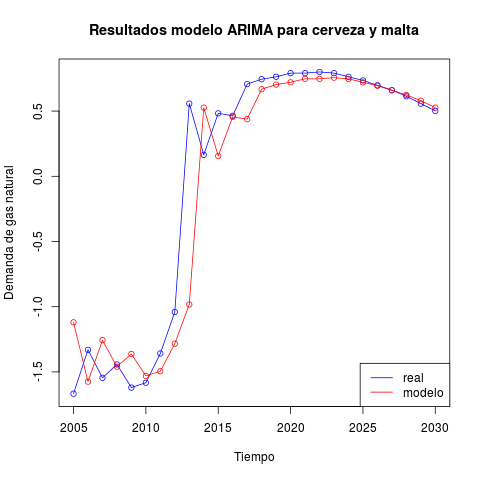 Resultados modelo ARIMA para cerveza y malta
Demanda de gas natural
0.5
0.0
-0.5
-1.0
-1.5
real
modelo
2005 2010 2015 2020 2025 2030
Tiempo